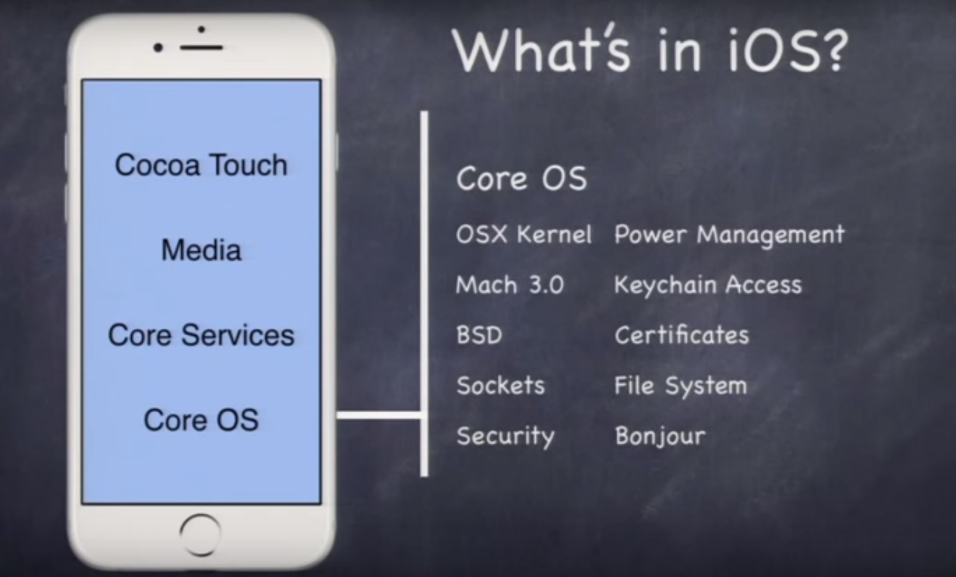 What's in iOS?
Cocoa Touch
Media
Core Services
Core OS
Core OS
OSX Kernel Power Management
Mach 3.0 Keychain Access
BSD Certificates
Sockets File System
Security Bonjour